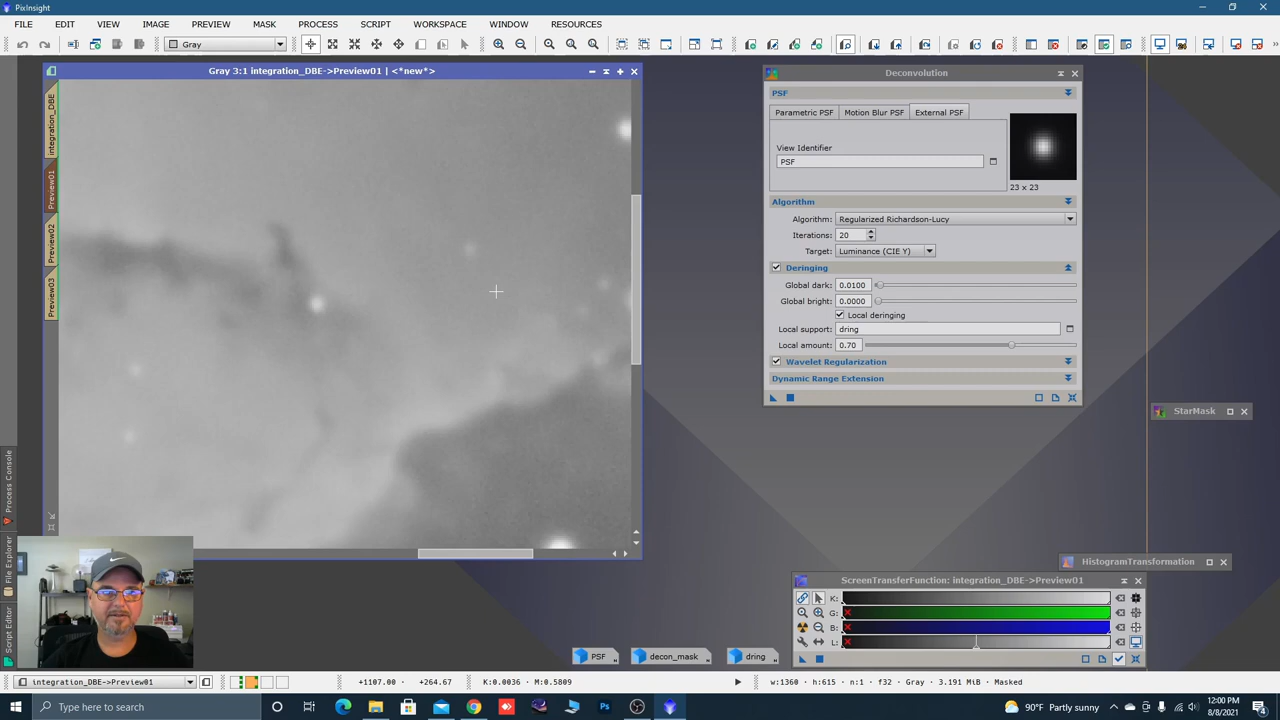 PixInsight
FILE EDIT VIEW IMAGE PREVIEW MASK PROCESS SCRIPT WORKSPACE WINDOW RESOURCES
Gray
Gray 3:1 integration_DBE->Preview01 | <*new*>
integration_DBE
Preview01
Preview02
Preview03
Deconvolution
PSF
Parametric PSF Motion Blur PSF External PSF
View Identifier
PSF
23 x 23
Algorithm
Algorithm: Regularized Richardson-Lucy
Iterations: 20
Target: Luminance (CIE Y)
Deringing
Global dark: 0.0100
Global bright: 0.0000
Local deringing
Local support: dring
Local amount: 0.70
Wavelet Regularization
Dynamic Range Extension
StarMask
Process Console
File Explorer
Script Editor
HistogramTransformation
ScreenTransferFunction: integration_DBE->Preview01
K:
G:
B:
L:
PSF
decon_mask
dring
integration_DBE->Preview01
+1107.00 +264.67 K:0.0036 M:0.5809
w:1360 h:615 n:1 f32 Gray 3.191 MiB Masked
Type here to search
90°F Partly sunny
12:00 PM
8/8/2021